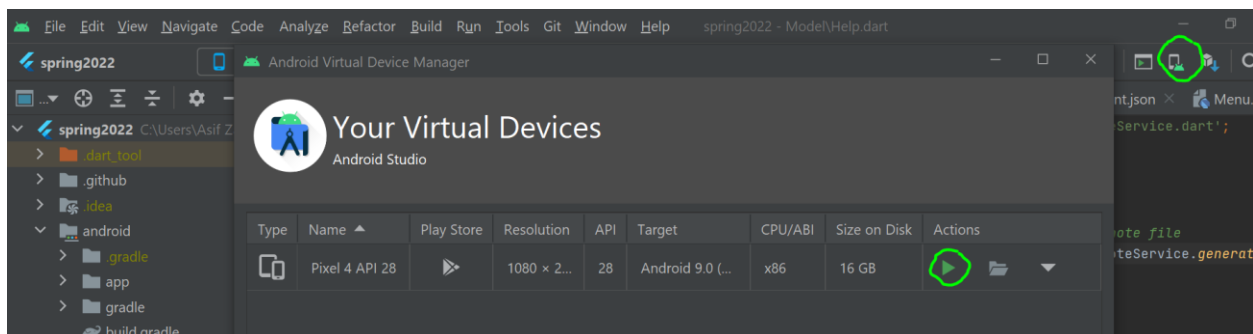 File Edit View Navigate Code Analyze Refactor Build Run Tools Git Window Help spring2022 - Model\Help.dart
spring2022
Android Virtual Device Manager
nt.json Menu.
spring2022 C:\Users\Asif Z
Your Virtual Devices
Service.dart';
.dart_tool
Android Studio
.github
.idea
android
Type Name Play Store Resolution API Target CPU/ABI Size on Disk Actions
ote file
.gradle
Pixel 4 API 28 1080 × 2... 28 Android 9.0 (... x86 16 GB
teService.generat
app
gradle
build.gradle